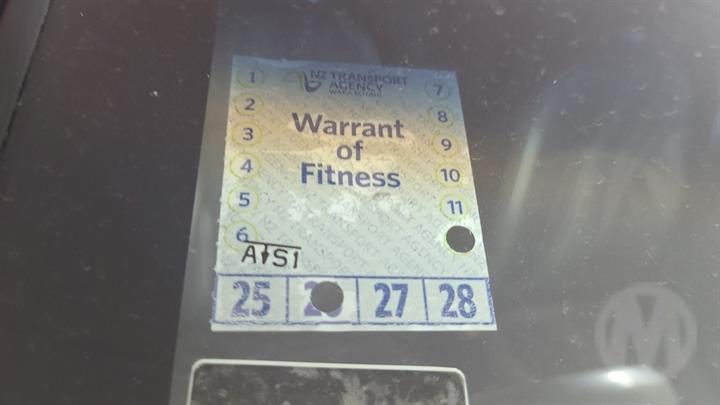 NZ TRANSPORT
AGENCY
WAKA KOTAHI
Warrant
of
Fitness
1
2
3
4
5
6
7
8
9
10
11
A↓S1
25 27 28
M